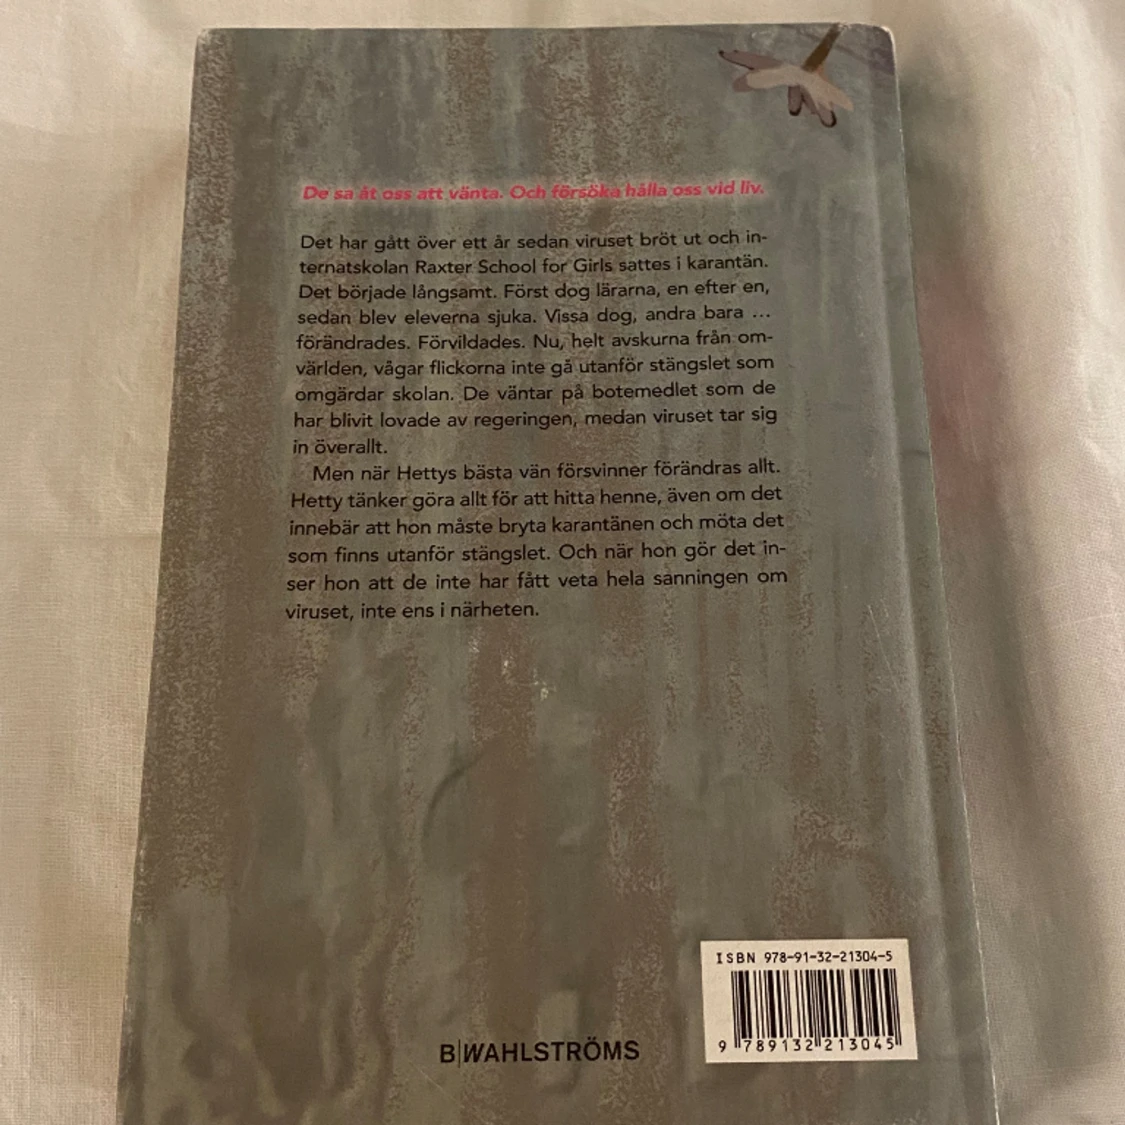 De sa åt oss att vänta. Och försöka hålla oss vid liv.
Det har gått över ett år sedan viruset bröt ut och in-
ternatskolan Raxter School for Girls sattes i karantän.
Det började långsamt. Först dog lärarna, en efter en,
sedan blev eleverna sjuka. Vissa dog, andra bara ...
förändrades. Förvildades. Nu, helt avskurna från om-
världen, vågar flickorna inte gå utanför stängslet som
omgärdar skolan. De väntar på botemedlet som de
har blivit lovade av regeringen, medan viruset tar sig
in överallt.
Men när Hettys bästa vän försvinner förändras allt.
Hetty tänker göra allt för att hitta henne, även om det
innebär att hon måste bryta karantänen och möta det
som finns utanför stängslet. Och när hon gör det in-
ser hon att de inte har fått veta hela sanningen om
viruset, inte ens i närheten.
ISBN 978-91-32-21304-5
9 789132 213045
B|WAHLSTRÖMS